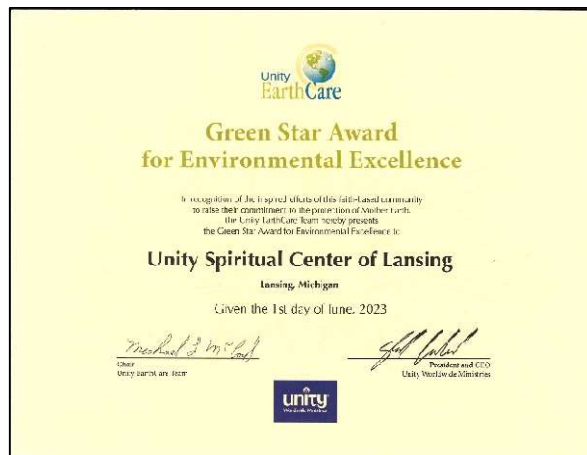 Unity
EarthCare
Green Star Award
for Environmental Excellence
In recognition of the inspired efforts of this faith-based community
to raise their commitment to the protection of Mother Earth,
the Unity EarthCare Team hereby presents
the Green Star Award for Environmental Excellence to
Unity Spiritual Center of Lansing
Lansing, Michigan
Given the 1st day of June, 2023
Chair
Unity EarthCare Team
President and CEO
Unity Worldwide Ministries
unity
Worldwide Ministries